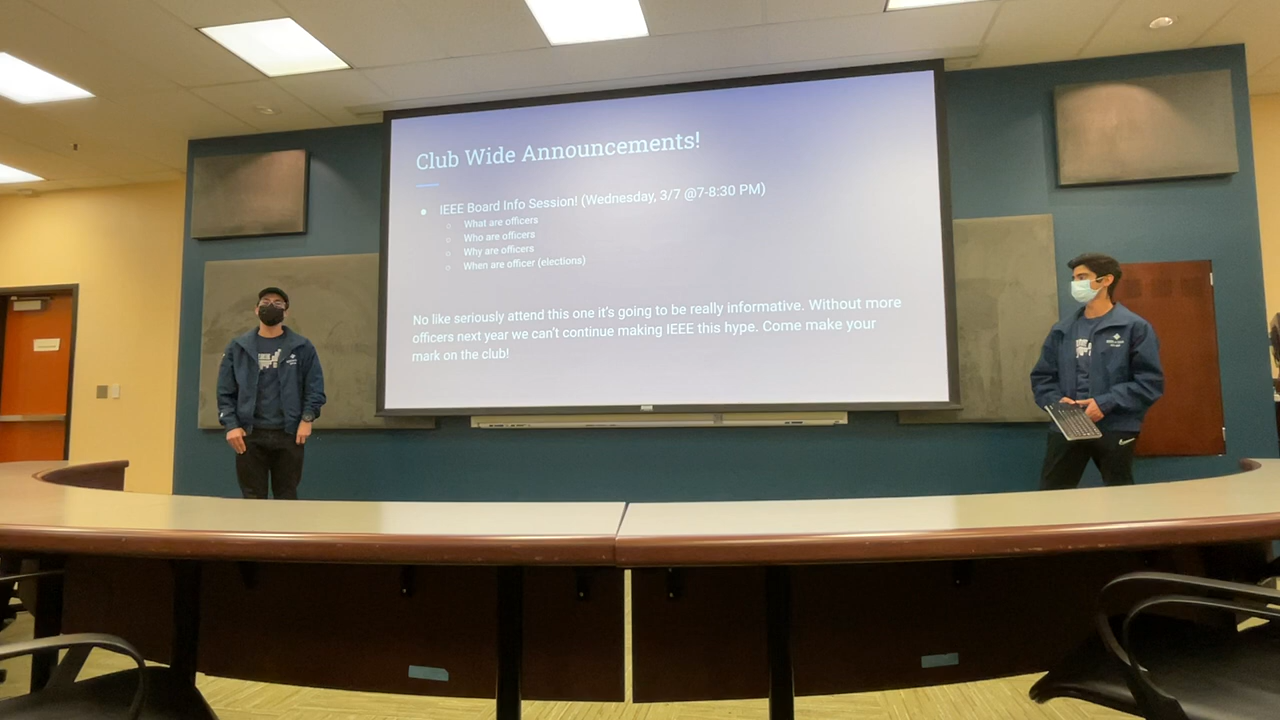 Club Wide Announcements!
IEEE Board Info Session! (Wednesday, 3/7 @7-8:30 PM)
What are officers
Who are officers
Why are officers
When are officer (elections)
No like seriously attend this one it's going to be really informative. Without more
officers next year we can't continue making IEEE this hype. Come make your
mark on the club!